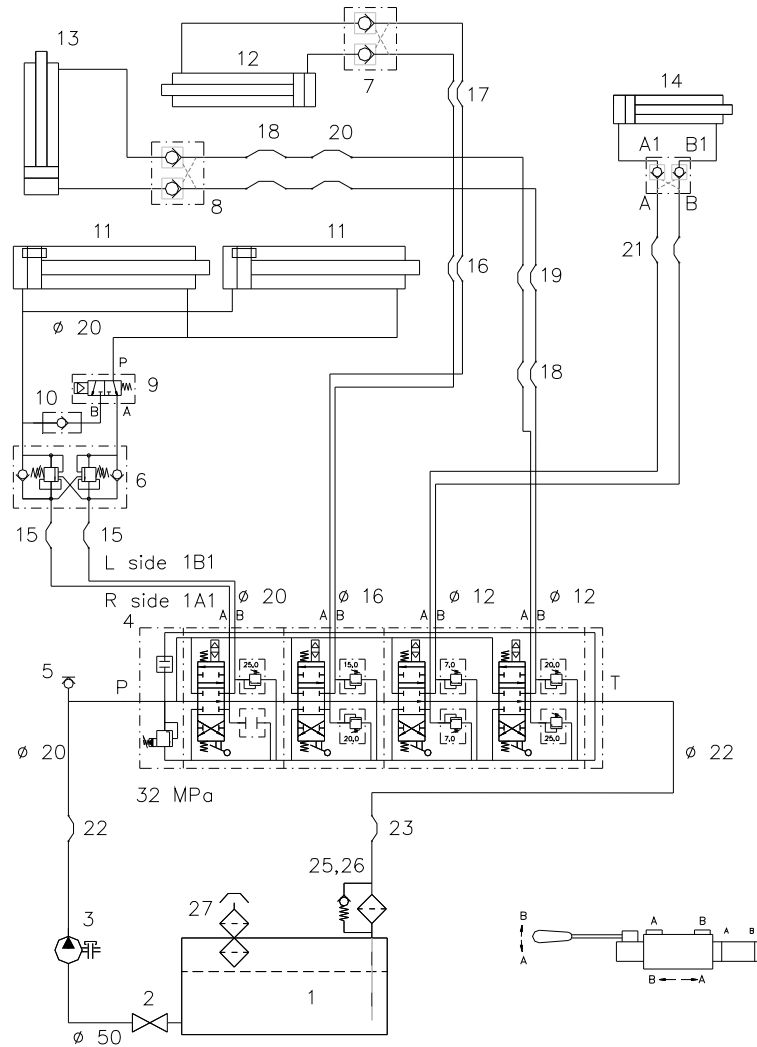 13
12
7
17
14
18 20
A1 B1
8
A B
11 11
21
16
19
ø 20
P
9
18
10
B A
6
15 15
L side 1B1
R side 1A1
ø 20 ø 16 ø 12 ø 12
4
A B A B A B A B
5
P
T
25,0 15,0 7,0 20,0
20,0 7,0 25,0
ø 20
ø 22
32 MPa
22
23
25,26
27
3
B
A
A B A B
B A
2
1
ø 50